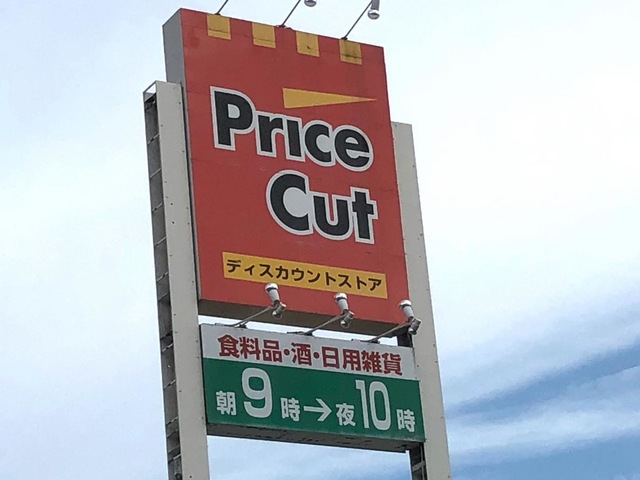 Price
Cut
ディスカウントストア
食料品・酒・日用雑貨
朝9時→夜10時